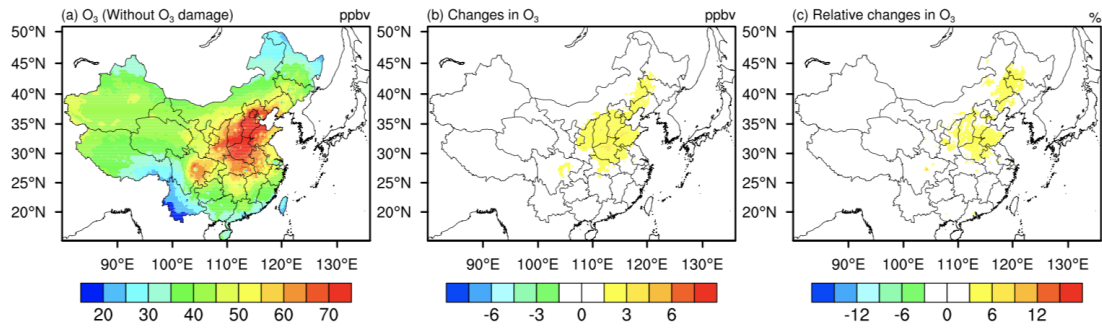 (a) O₃ (Without O₃ damage) ppbv
(b) Changes in O₃ ppbv
(c) Relative changes in O₃ %
50°N 50°N 50°N
45°N 45°N 45°N
40°N 40°N 40°N
35°N 35°N 35°N
30°N 30°N 30°N
25°N 25°N 25°N
20°N 20°N 20°N
90°E 100°E 110°E 120°E 130°E
90°E 100°E 110°E 120°E 130°E
90°E 100°E 110°E 120°E 130°E
20 30 40 50 60 70
-6 -3 0 3 6
-12 -6 0 6 12